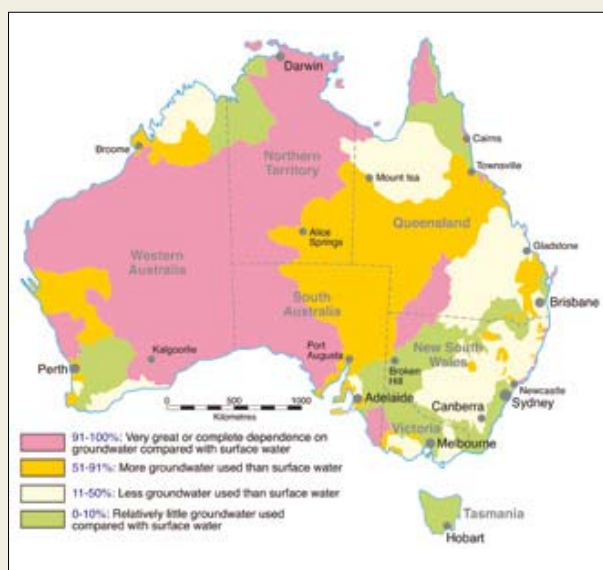 Darwin
Cairns
Broome
Townsville
Northern
Territory
Mount Isa
Queensland
Alice
Springs
Gladstone
Western
Australia
South
Australia
Brisbane
Port
Augusta
Kalgoorlie
New South
Wales
Broken
Hill
Perth
Newcastle
Adelaide
Sydney
Canberra
0
500
1000
Kilometres
Victoria
Melbourne
91-100%: Very great or complete dependence on
groundwater compared with surface water
51-91%: More groundwater used than surface water
11-50%: Less groundwater used than surface water
0-10%: Relatively little groundwater used
compared with surface water
Tasmania
Hobart